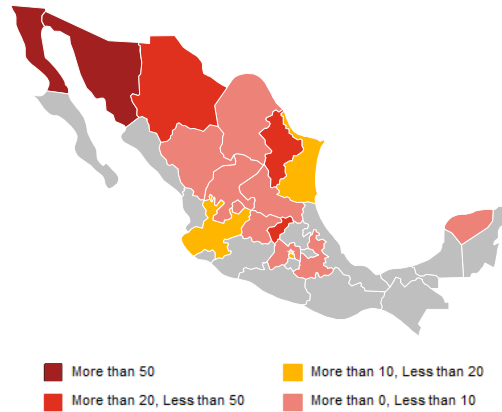 More than 50
More than 10, Less than 20
More than 20, Less than 50
More than 0, Less than 10